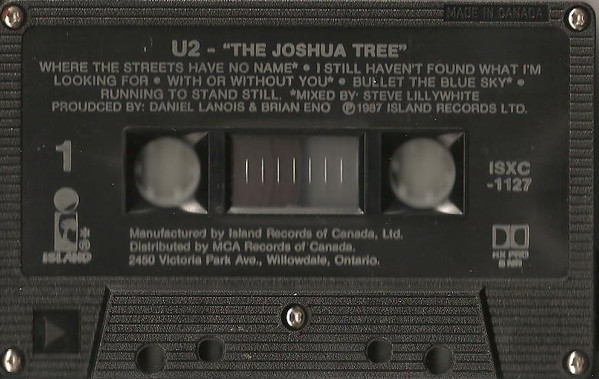 MADE IN CANADA
U2 - "THE JOSHUA TREE"
WHERE THE STREETS HAVE NO NAME* • I STILL HAVEN'T FOUND WHAT I'M
LOOKING FOR • WITH OR WITHOUT YOU* • BULLET THE BLUE SKY* •
RUNNING TO STAND STILL. *MIXED BY: STEVE LILLYWHITE
PROUDCED BY: DANIEL LANOIS & BRIAN ENO ℗1987 ISLAND RECORDS LTD.
1
ISXC
-1127
Manufactured by Island Records of Canada, Ltd.
Distributed by MCA Records of Canada.
2450 Victoria Park Ave., Willowdale, Ontario.
ISLAND
*®
HX PRO
B NR